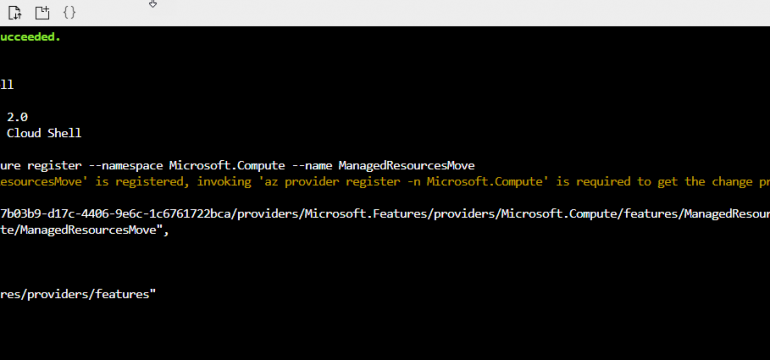 {}
ucceeded.
ll
2.0
Cloud Shell
ure register --namespace Microsoft.Compute --name ManagedResourcesMove
esourcesMove' is registered, invoking 'az provider register -n Microsoft.Compute' is required to get the change pr
7b03b9-d17c-4406-9e6c-1c6761722bca/providers/Microsoft.Features/providers/Microsoft.Compute/features/ManagedResour
te/ManagedResourcesMove",
res/providers/features"